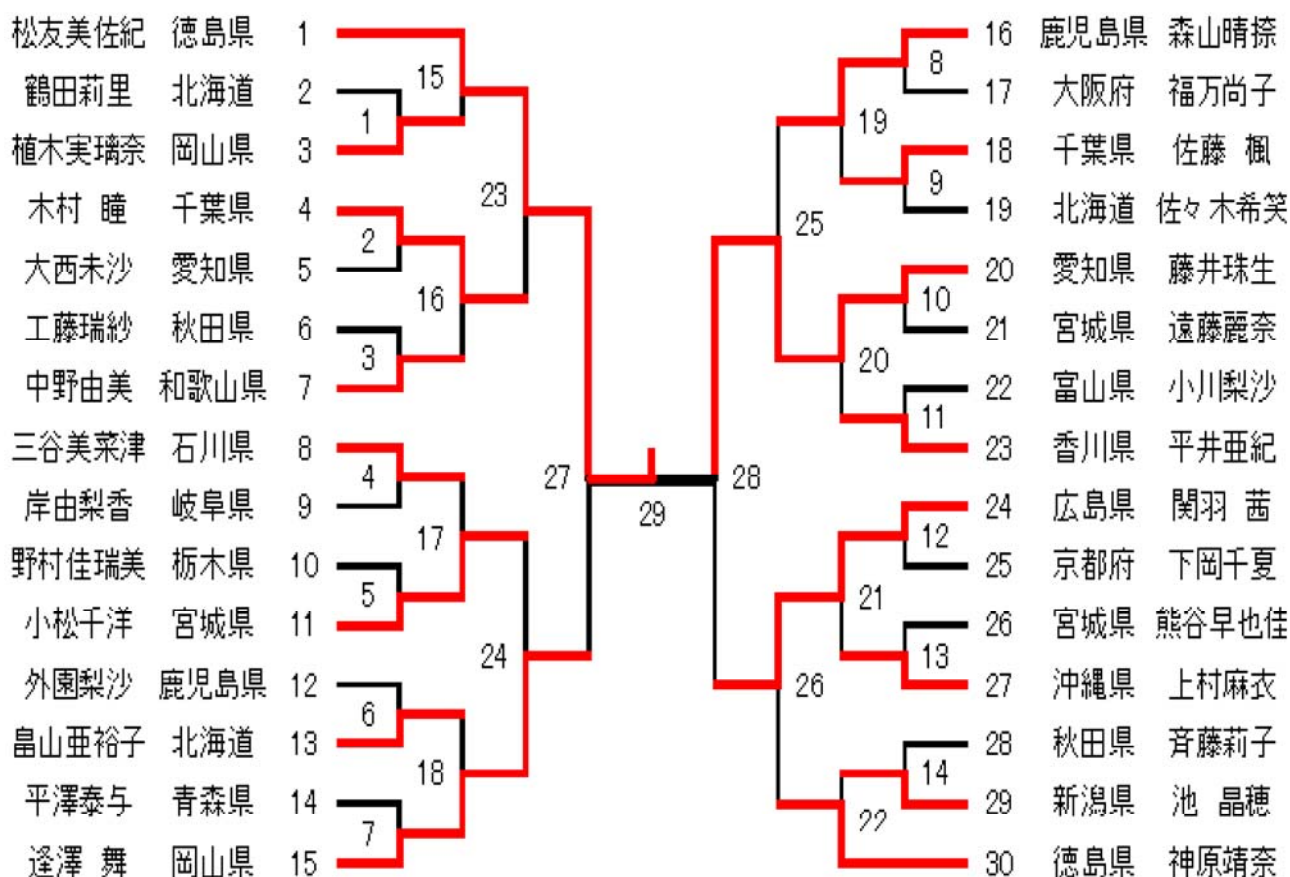 松友美佐紀 徳島県 1
鶴田莉里 北海道 2
植木実璃奈 岡山県 3
木村 瞳 千葉県 4
大西未沙 愛知県 5
工藤瑞紗 秋田県 6
中野由美 和歌山県 7
三谷美菜津 石川県 8
岸由梨香 岐阜県 9
野村佳瑞美 栃木県 10
小松千洋 宮城県 11
外園梨沙 鹿児島県 12
畠山亜裕子 北海道 13
平澤泰与 青森県 14
逢澤 舞 岡山県 15
1
2
3
4
5
6
7
15
16
17
18
23
24
27
29
28
25
26
19
20
21
22
8
9
10
11
12
13
14
16 鹿児島県 森山晴捺
17 大阪府 福万尚子
18 千葉県 佐藤 楓
19 北海道 佐々木希笑
20 愛知県 藤井珠生
21 宮城県 遠藤麗奈
22 富山県 小川梨沙
23 香川県 平井亜紀
24 広島県 関羽 茜
25 京都府 下岡千夏
26 宮城県 熊谷早也佳
27 沖縄県 上村麻衣
28 秋田県 斉藤莉子
29 新潟県 池 晶穂
30 徳島県 神原靖奈